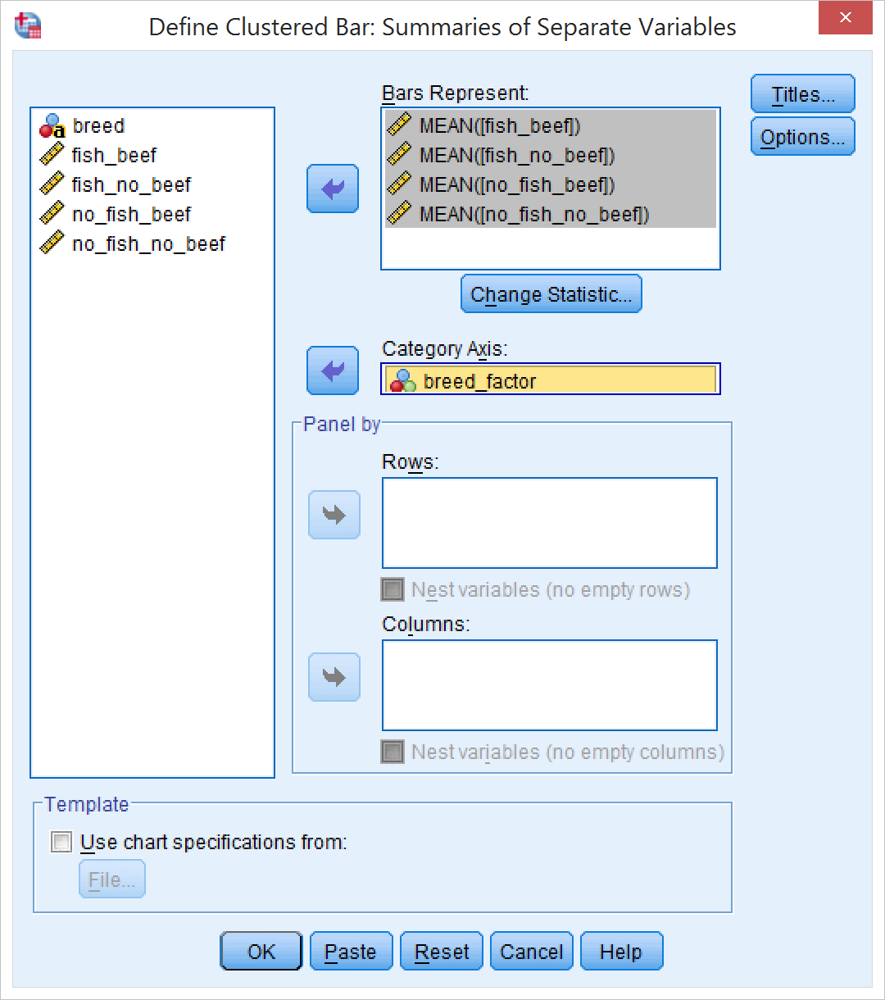 Define Clustered Bar: Summaries of Separate Variables
breed
fish_beef
fish_no_beef
no_fish_beef
no_fish_no_beef
Bars Represent:
MEAN([fish_beef])
MEAN([fish_no_beef])
MEAN([no_fish_beef])
MEAN([no_fish_no_beef])
Change Statistic...
Category Axis:
breed_factor
Panel by
Rows:
Nest variables (no empty rows)
Columns:
Nest variables (no empty columns)
Titles...
Options...
Template
Use chart specifications from:
File...
OK Paste Reset Cancel Help